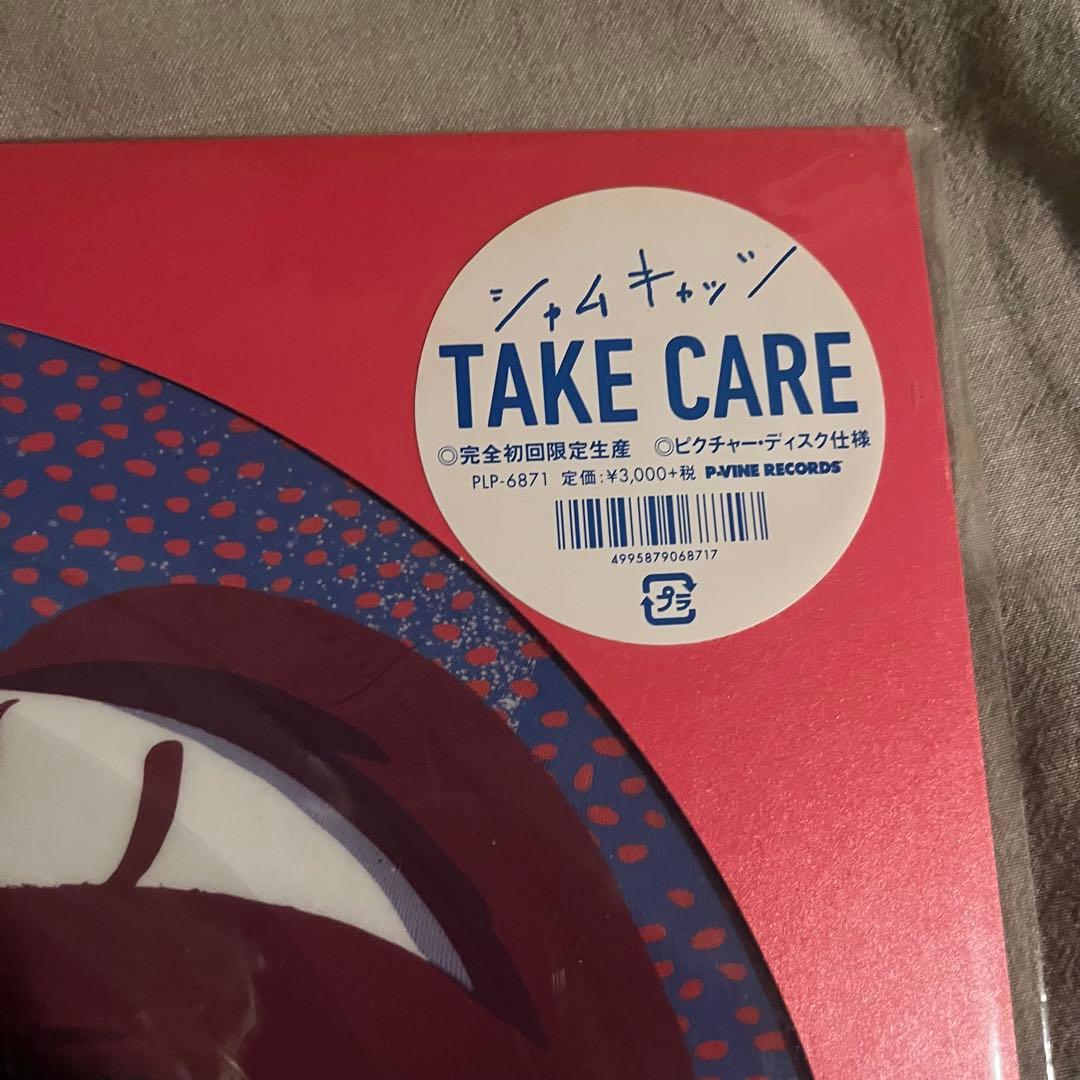 シャムキャッツ
TAKE CARE
◎完全初回限定生産 ◎ピクチャー・ディスク仕様
PLP-6871 定価:¥3,000+税 P-VINE RECORDS
4995879068717
プラ